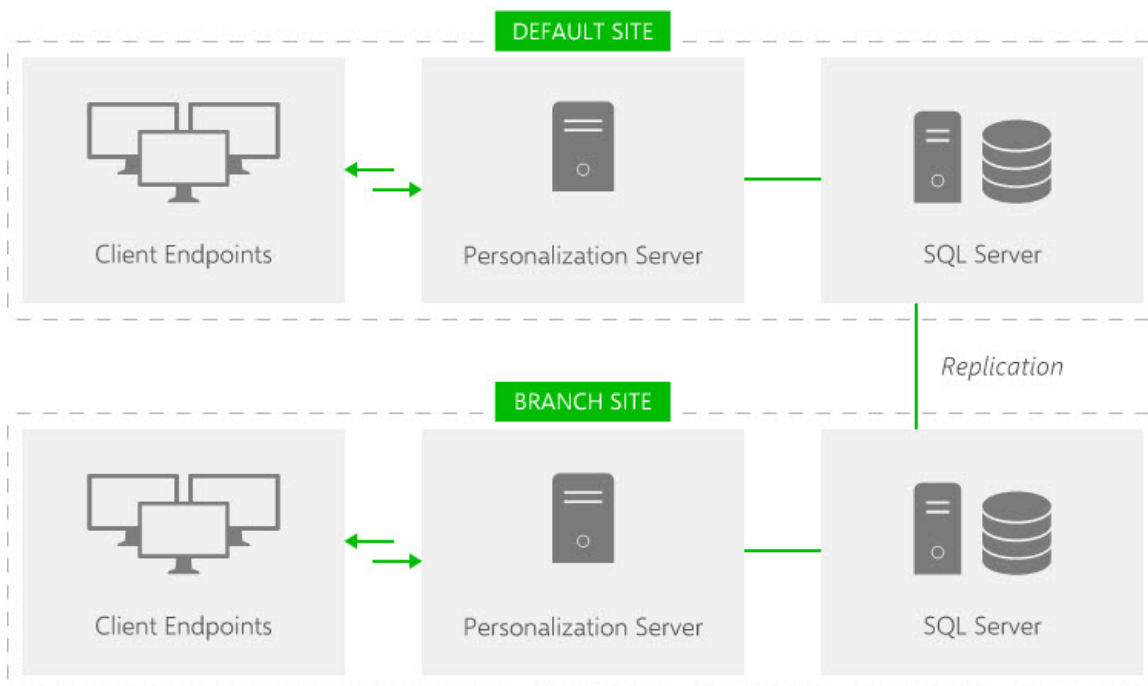 DEFAULT SITE
Client Endpoints
Personalization Server
SQL Server
Replication
BRANCH SITE
Client Endpoints
Personalization Server
SQL Server